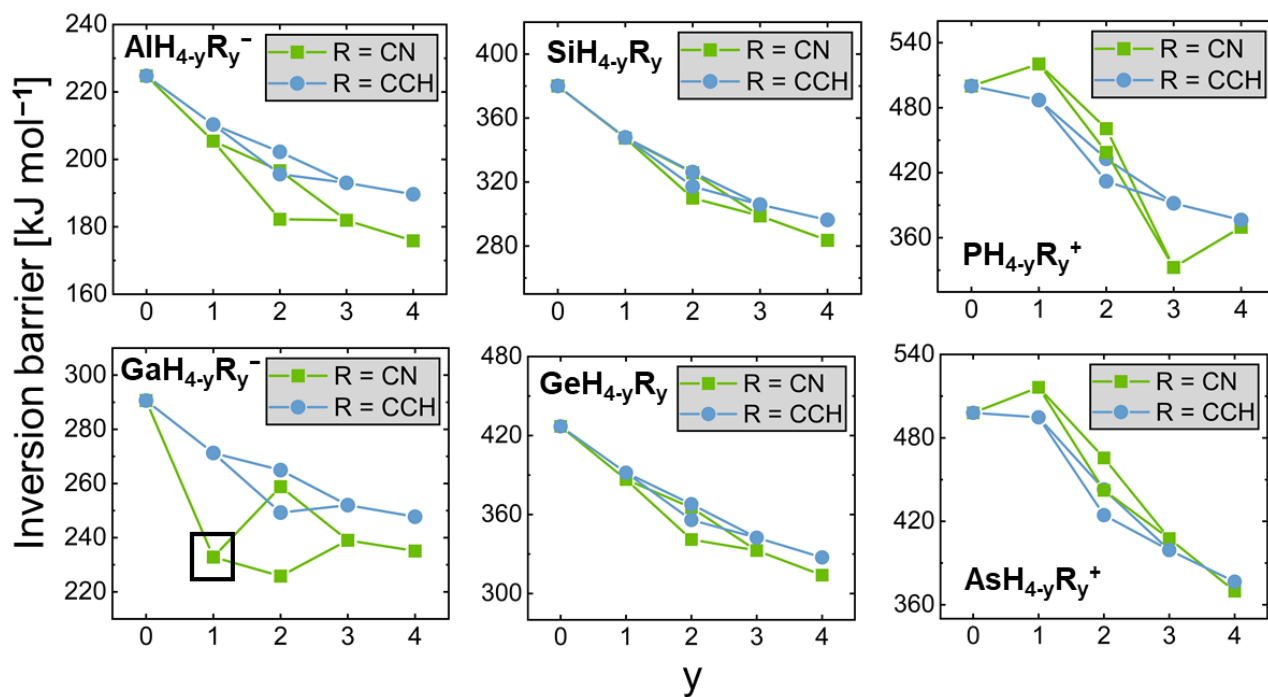 Inversion barrier [kJ mol⁻¹]
AlH₄₋yRy⁻
R = CN
R = CCH
240
220
200
180
160
0 1 2 3 4
SiH₄₋yRy
R = CN
R = CCH
400
360
320
280
0 1 2 3 4
PH₄₋yRy⁺
R = CN
R = CCH
540
480
420
360
0 1 2 3 4
GaH₄₋yRy⁻
R = CN
R = CCH
300
280
260
240
220
0 1 2 3 4
GeH₄₋yRy
R = CN
R = CCH
480
420
360
300
0 1 2 3 4
AsH₄₋yRy⁺
R = CN
R = CCH
540
480
420
360
0 1 2 3 4
y